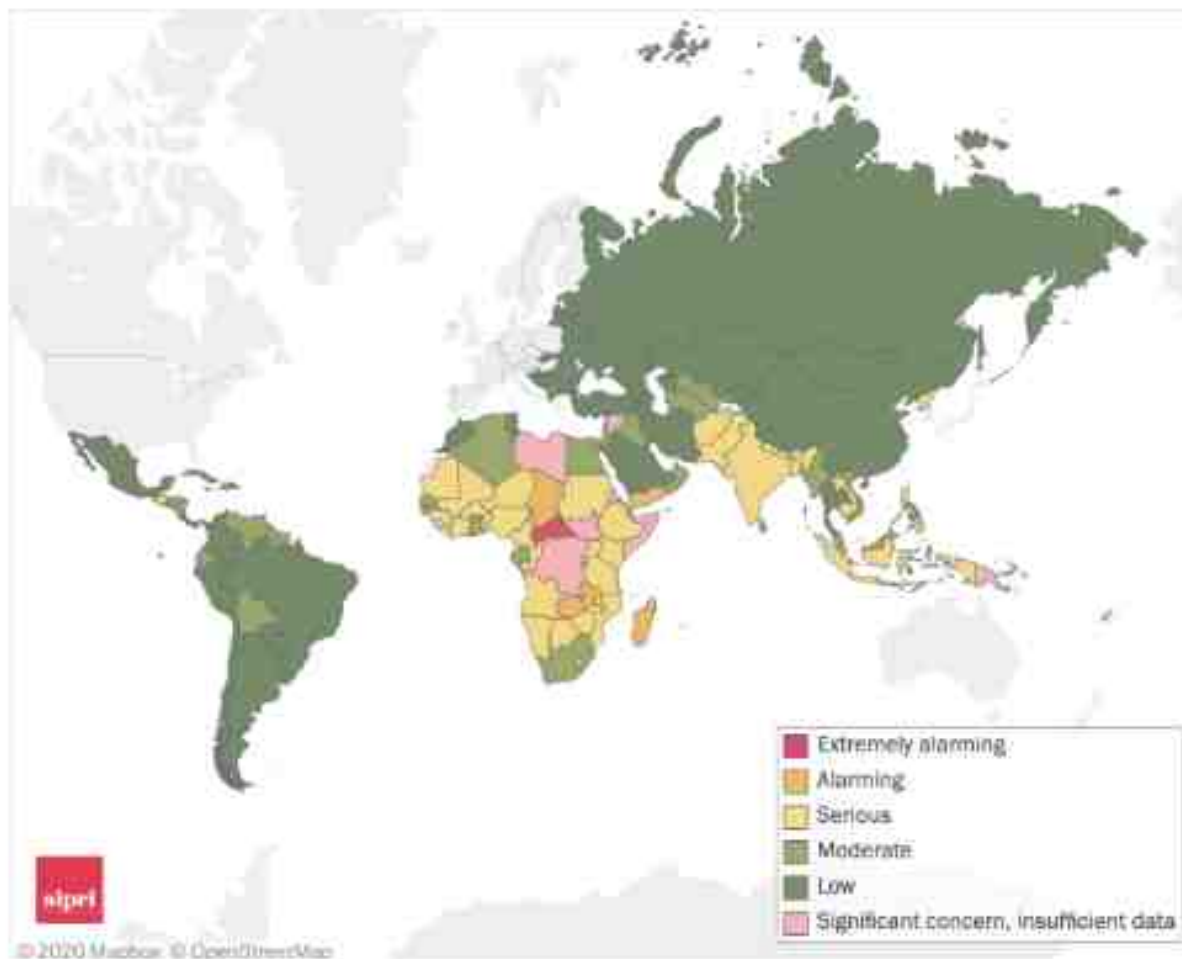 Extremely alarming
Alarming
Serious
Moderate
Low
Significant concern, insufficient data
sipri
© 2020 Mapbox © OpenStreetMap